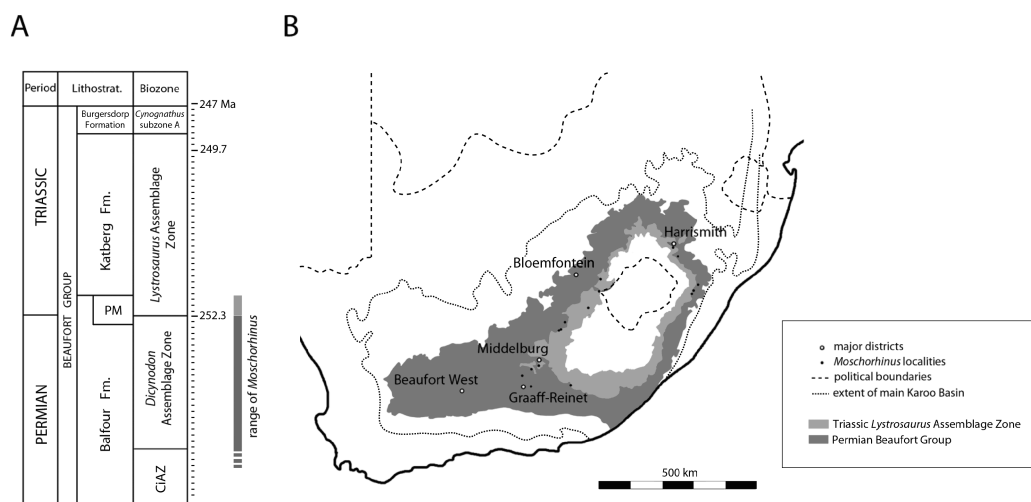 A
B
Period
Lithostrat.
Biozone
247 Ma
Burgersdorp
Formation
Cynognathus
subzone A
249.7
TRIASSIC
BEAUFORT GROUP
Katberg Fm.
Lystrosaurus Assemblage
Zone
PM
252.3
PERMIAN
Balfour Fm.
Dicynodon
Assemblage Zone
CiAZ
range of Moschorhinus
Harrismith
Bloemfontein
Middelburg
Beaufort West
Graaff-Reinet
500 km
major districts
Moschorhinus localities
political boundaries
extent of main Karoo Basin
Triassic Lystrosaurus Assemblage Zone
Permian Beaufort Group